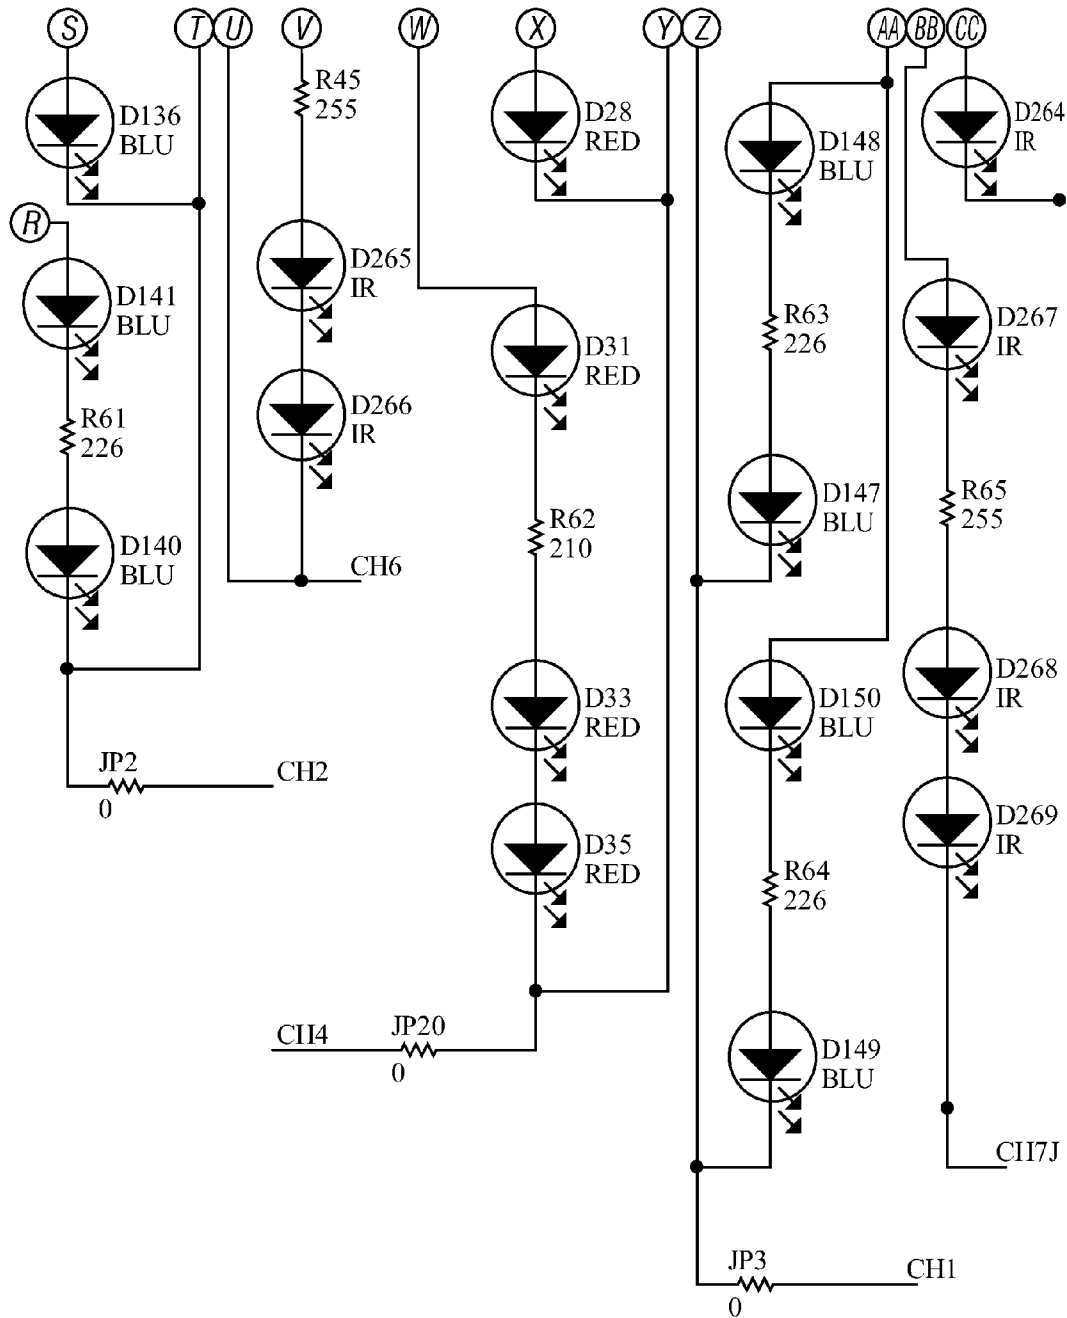 S T U V W X Y Z AA BB CC
R45
255
D136
BLU
D28
RED
D148
BLU
D264
IR
R
D265
IR
D141
BLU
R63
226
D267
IR
D31
RED
D266
IR
R61
226
D147
BLU
R65
255
R62
210
D140
BLU
CH6
D268
IR
D33
RED
D150
BLU
JP2
0
CH2
D269
IR
D35
RED
R64
226
CH4
JP20
0
D149
BLU
CH7J
JP3
0
CH1